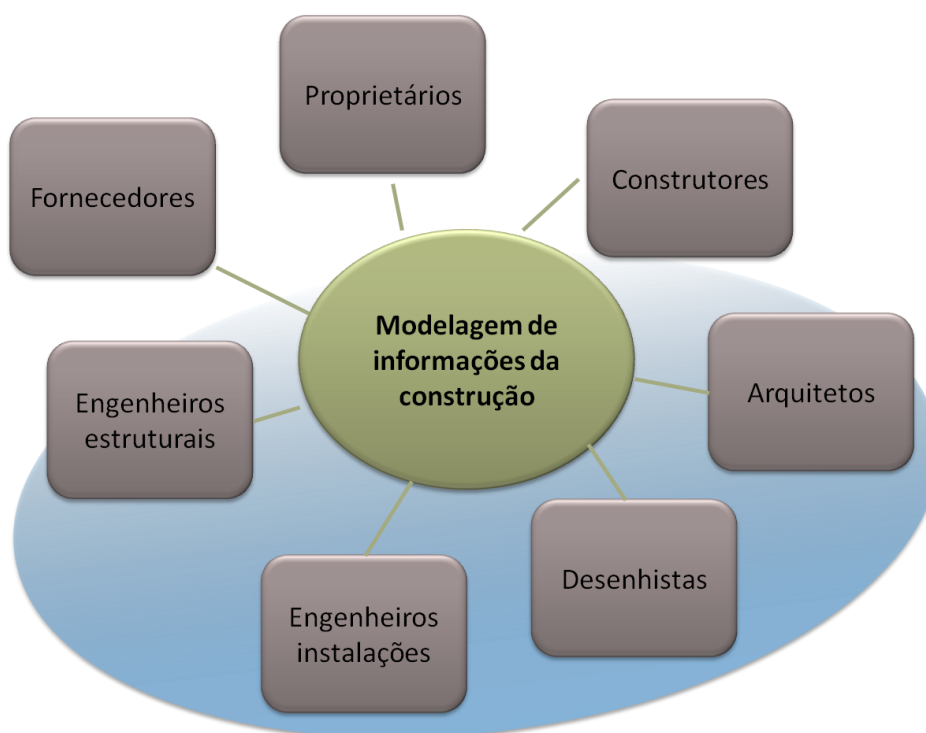 Proprietários
Construtores
Fornecedores
Modelagem de
informações da
construção
Arquitetos
Engenheiros
estruturais
Desenhistas
Engenheiros
instalações